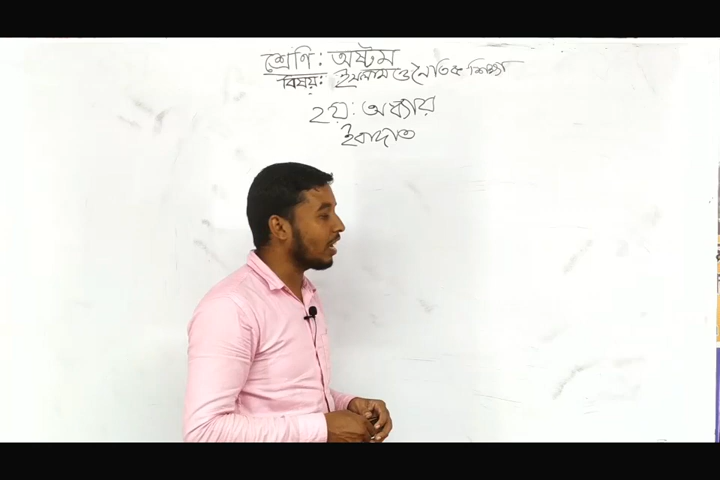 শ্রেণি: অষ্টম
বিষয়: ইসলাম ও নৈতিক শিক্ষা
২য়: অধ্যায়
ইবাদাত